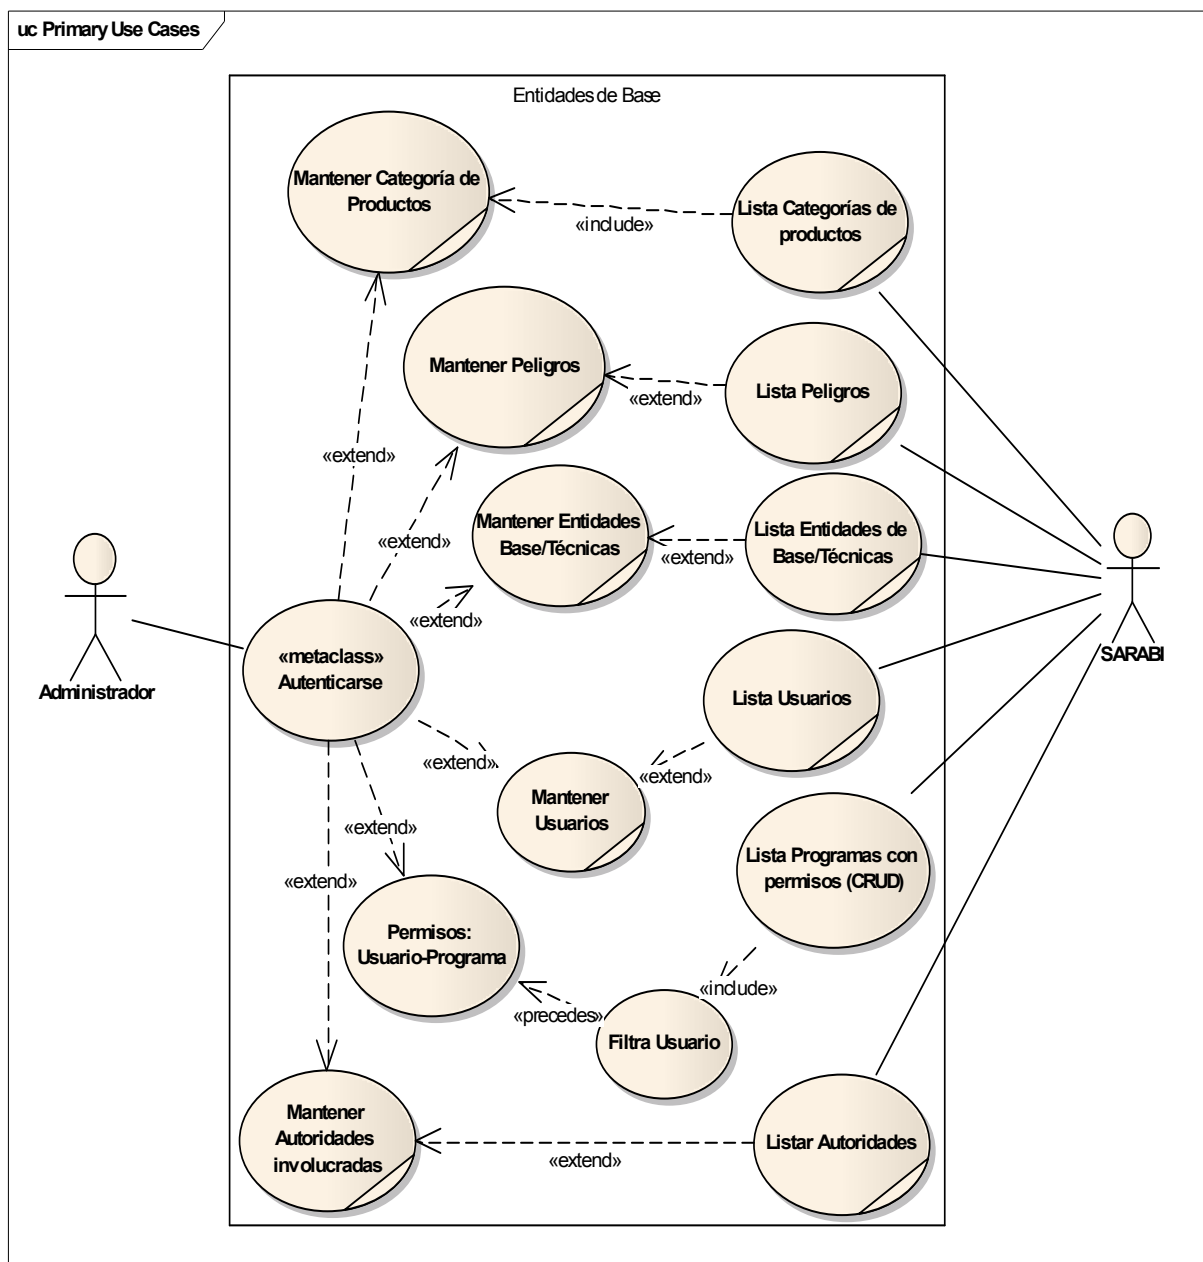 uc Primary Use Cases
Entidades de Base
Mantener Categoría de
Productos
Lista Categorías de
productos
«include»
Mantener Peligros
Lista Peligros
«extend»
«extend»
Mantener Entidades
Base/Técnicas
Lista Entidades de
Base/Técnicas
«extend»
«extend»
«extend»
«metaclass»
Autenticarse
Administrador
SARABI
Lista Usuarios
«extend»
«extend»
Mantener
Usuarios
«extend»
Lista Programas con
permisos (CRUD)
«extend»
Permisos:
Usuario-Programa
«include»
«precedes»
Filtra Usuario
Mantener
Autoridades
involucradas
Listar Autoridades
«extend»